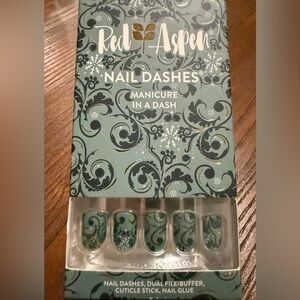 Red Aspen
NAIL DASHES
MANICURE
IN A DASH
NAIL DASHES, DUAL FILE/BUFFER,
CUTICLE STICK, NAIL GLUE